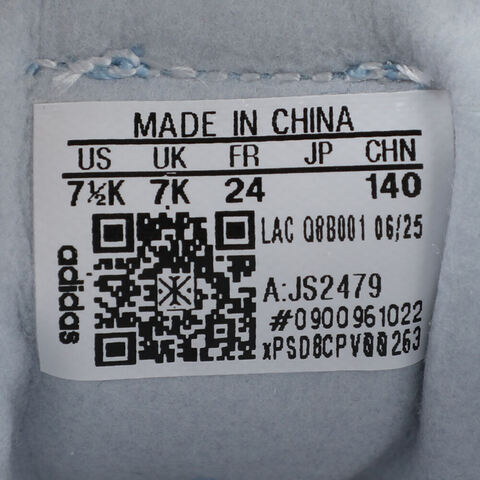 MADE IN CHINA
US UK FR JP CHN
7½K 7K 24 140
adidas
LAC Q8B001 06/25
A:JS2479
#0900961022
xPSD8CPV00263